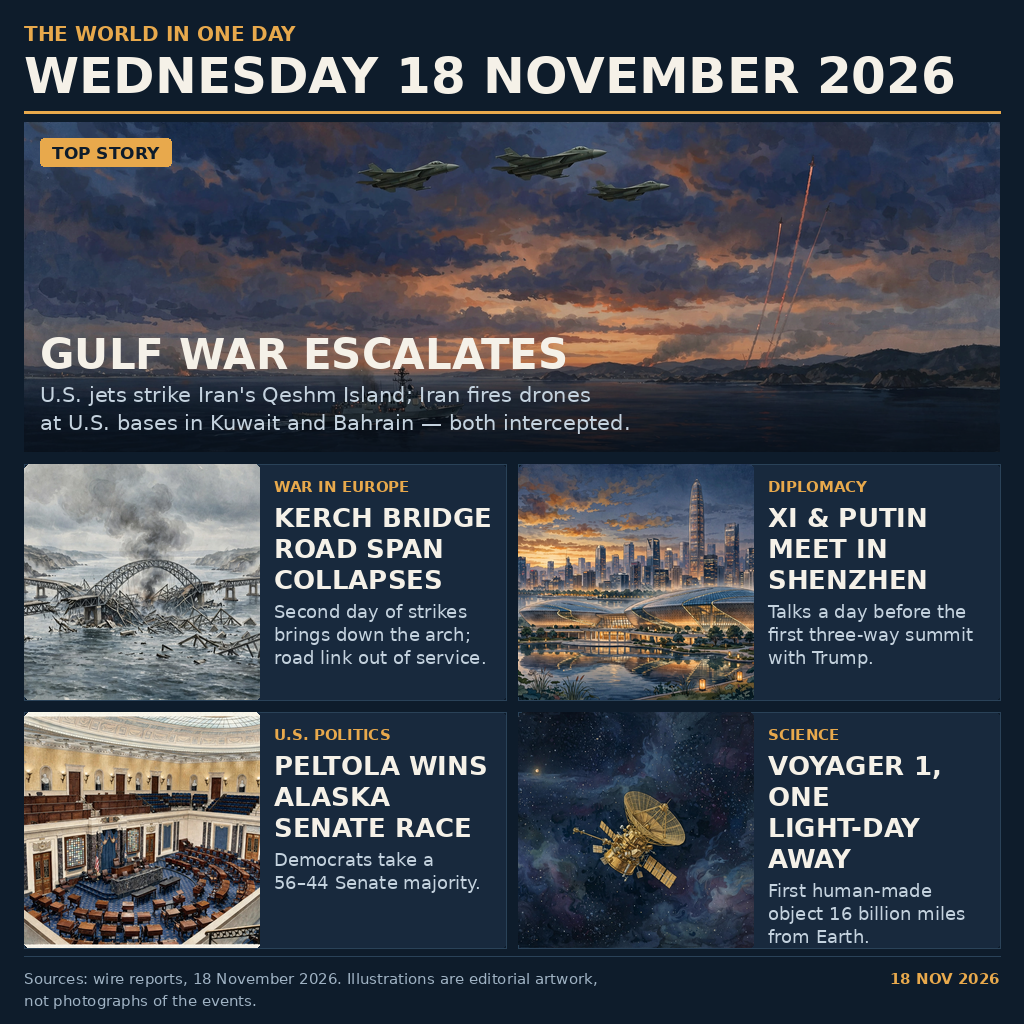 THE WORLD IN ONE DAY
WEDNESDAY 18 NOVEMBER 2026
TOP STORY
GULF WAR ESCALATES
U.S. jets strike Iran's Qeshm Island; Iran fires drones
at U.S. bases in Kuwait and Bahrain — both intercepted.
WAR IN EUROPE
KERCH BRIDGE
ROAD SPAN
COLLAPSES
Second day of strikes
brings down the arch;
road link out of service.
DIPLOMACY
XI & PUTIN
MEET IN
SHENZHEN
Talks a day before the
first three-way summit
with Trump.
U.S. POLITICS
PELTOLA WINS
ALASKA
SENATE RACE
Democrats take a
56–44 Senate majority.
SCIENCE
VOYAGER 1,
ONE
LIGHT-DAY
AWAY
First human-made
object 16 billion miles
from Earth.
Sources: wire reports, 18 November 2026. Illustrations are editorial artwork,
not photographs of the events.
18 NOV 2026